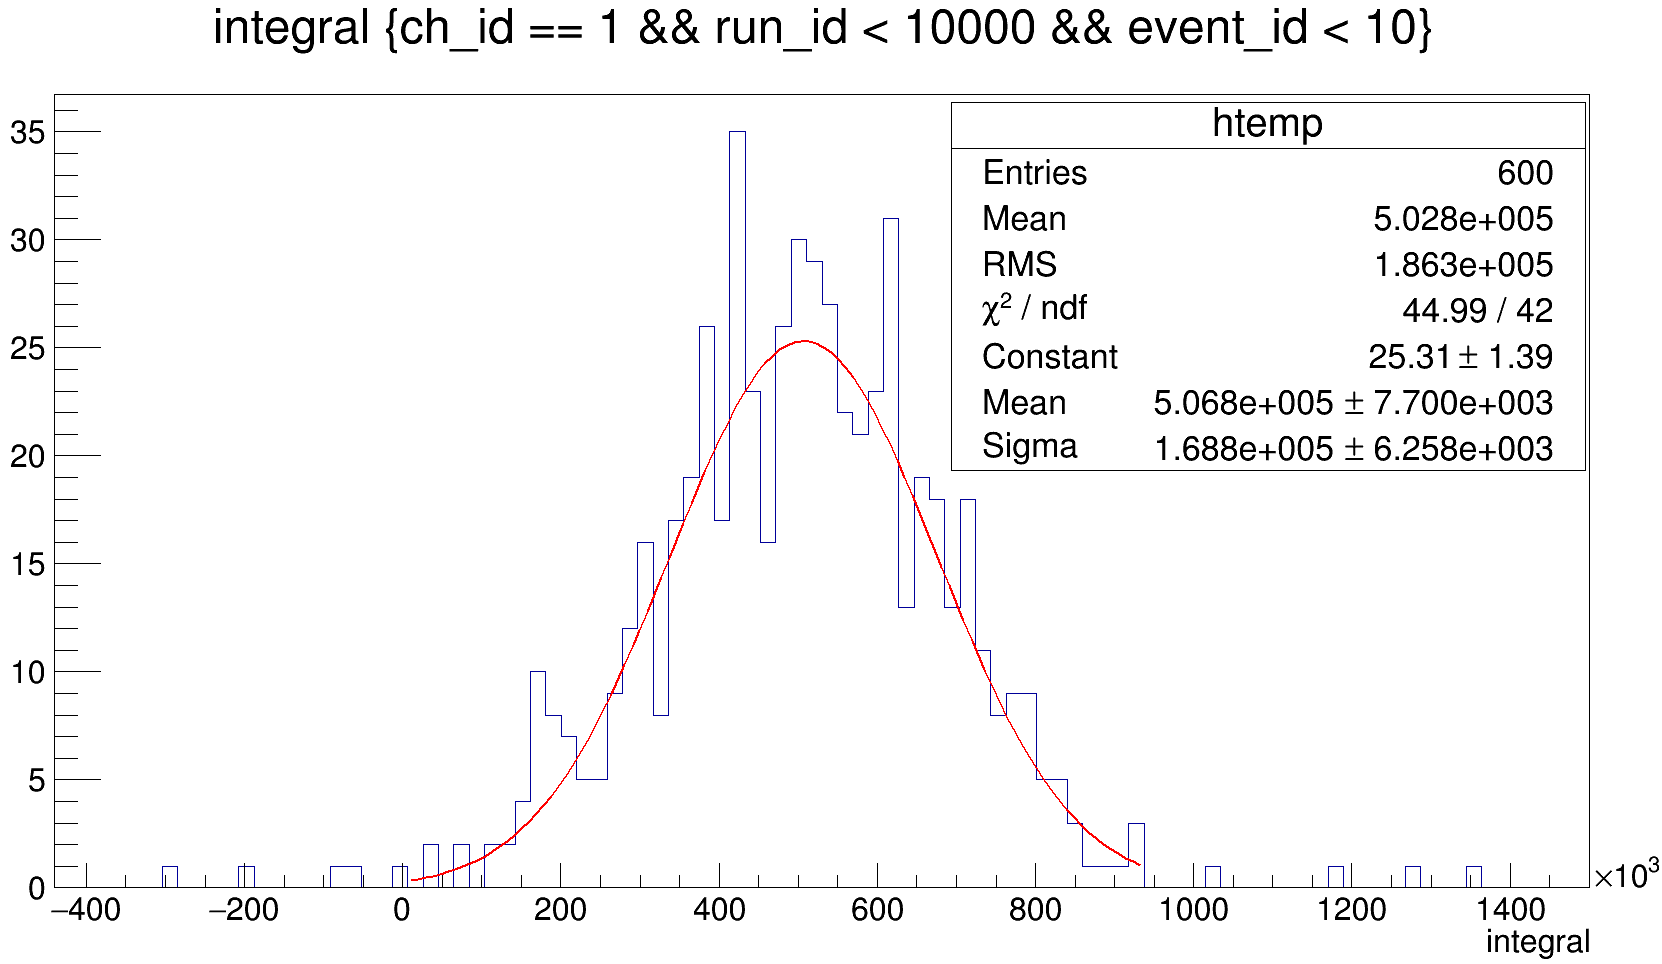 integral {ch_id == 1 && run_id < 10000 && event_id < 10}
htemp
Entries 600
Mean 5.028e+005
RMS 1.863e+005
χ² / ndf 44.99 / 42
Constant 25.31 ± 1.39
Mean 5.068e+005 ± 7.700e+003
Sigma 1.688e+005 ± 6.258e+003
35
30
25
20
15
10
5
0
−400 −200 0 200 400 600 800 1000 1200 1400
×10³
integral